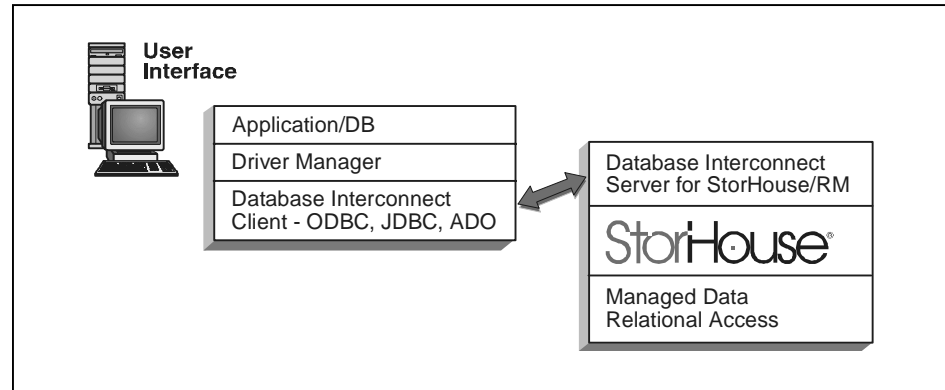 User
Interface
Application/DB
Driver Manager
Database Interconnect
Client - ODBC, JDBC, ADO
Database Interconnect
Server for StorHouse/RM
StorHouse®
Managed Data
Relational Access